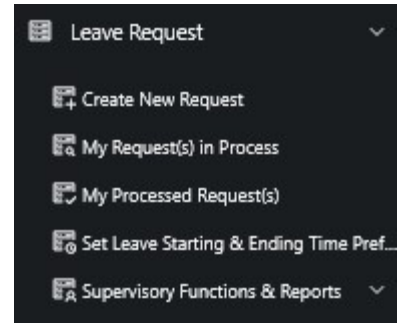 Leave Request
Create New Request
My Request(s) in Process
My Processed Request(s)
Set Leave Starting & Ending Time Pref...
Supervisory Functions & Reports